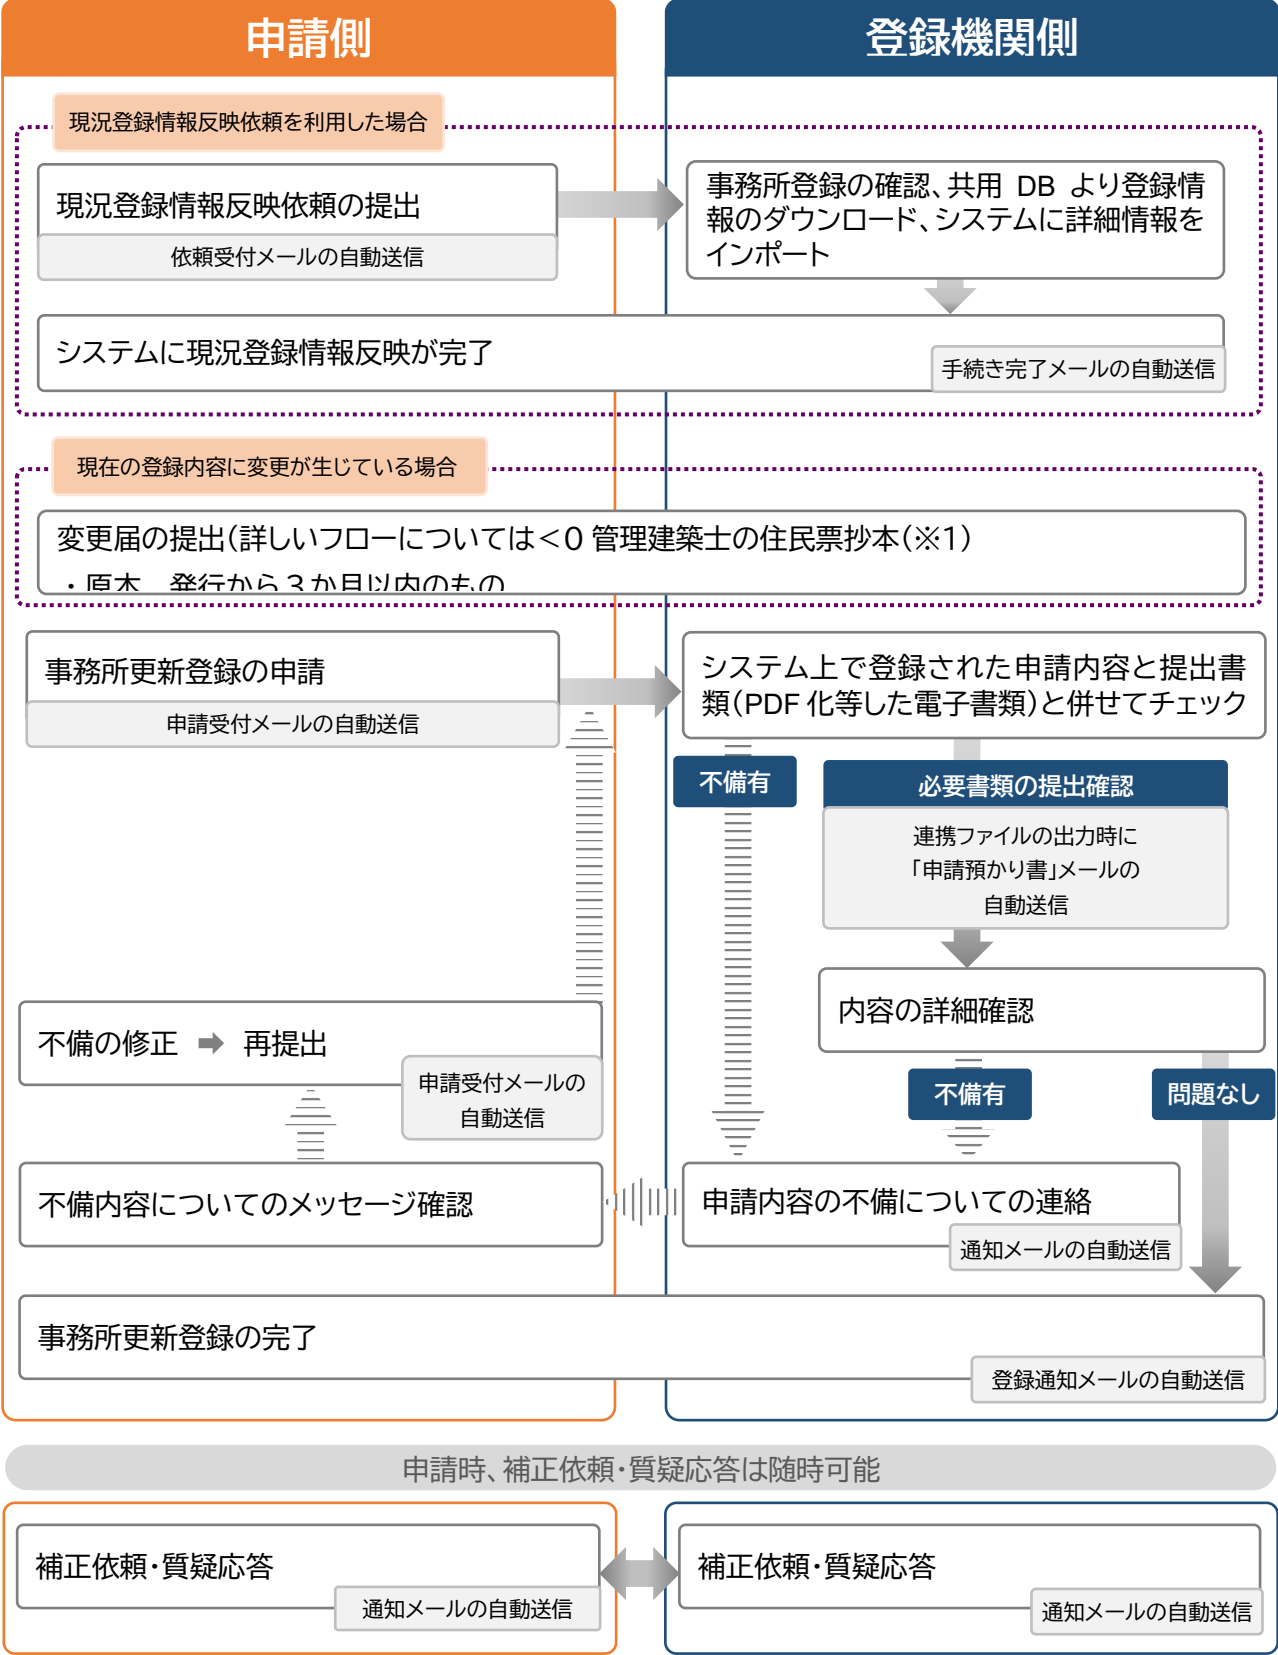 申請側
登録機関側
現況登録情報反映依頼を利用した場合
現況登録情報反映依頼の提出
依頼受付メールの自動送信
事務所登録の確認、共用 DB より登録情
報のダウンロード、システムに詳細情報を
インポート
システムに現況登録情報反映が完了
手続き完了メールの自動送信
現在の登録内容に変更が生じている場合
変更届の提出（詳しいフローについては＜0 管理建築士の住民票抄本（※1）
・原本　発行から３か月以内のもの
事務所更新登録の申請
申請受付メールの自動送信
システム上で登録された申請内容と提出書
類（PDF 化等した電子書類）と併せてチェック
不備有
必要書類の提出確認
連携ファイルの出力時に
「申請預かり書」メールの
自動送信
内容の詳細確認
不備の修正 ➡ 再提出
申請受付メールの
自動送信
不備有
問題なし
不備内容についてのメッセージ確認
申請内容の不備についての連絡
通知メールの自動送信
事務所更新登録の完了
登録通知メールの自動送信
申請時、補正依頼・質疑応答は随時可能
補正依頼・質疑応答
通知メールの自動送信
補正依頼・質疑応答
通知メールの自動送信